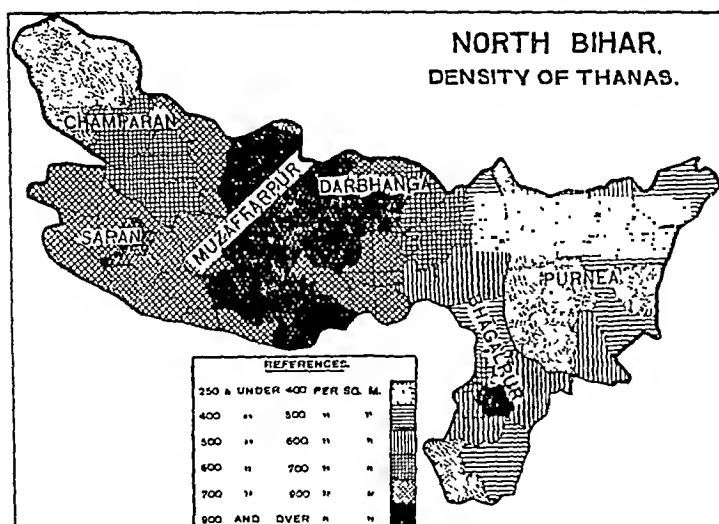 NORTH BIHAR.
DENSITY OF THANAS.
CHAMPARAN
MUZAFFARPUR
DARBHANGA
SARAN
PURNEA
BHAGALPUR
REFERENCES.
250 & UNDER 400 PER SQ. M.
400 " 500 " "
500 " 600 " "
600 " 700 " "
700 " 900 " "
900 AND OVER " "